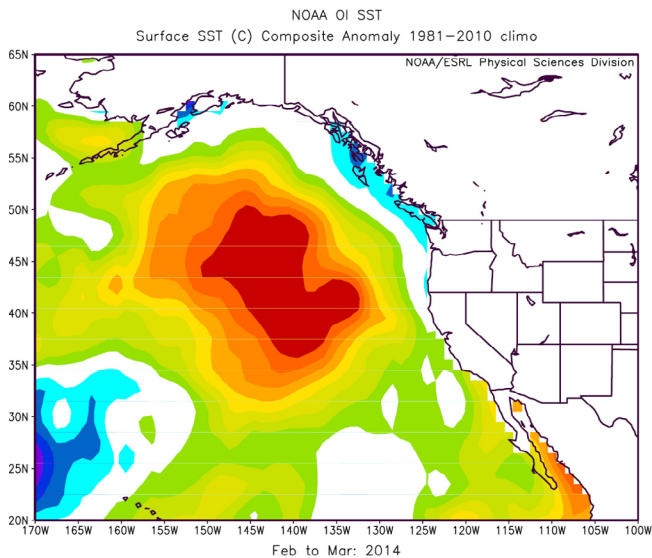 NOAA OI SST
Surface SST (C) Composite Anomaly 1981−2010 climo
NOAA/ESRL Physical Sciences Division
65N
60N
55N
50N
45N
40N
35N
30N
25N
20N
170W 165W 160W 155W 150W 145W 140W 135W 130W 125W 120W 115W 110W 105W 100W
Feb to Mar: 2014